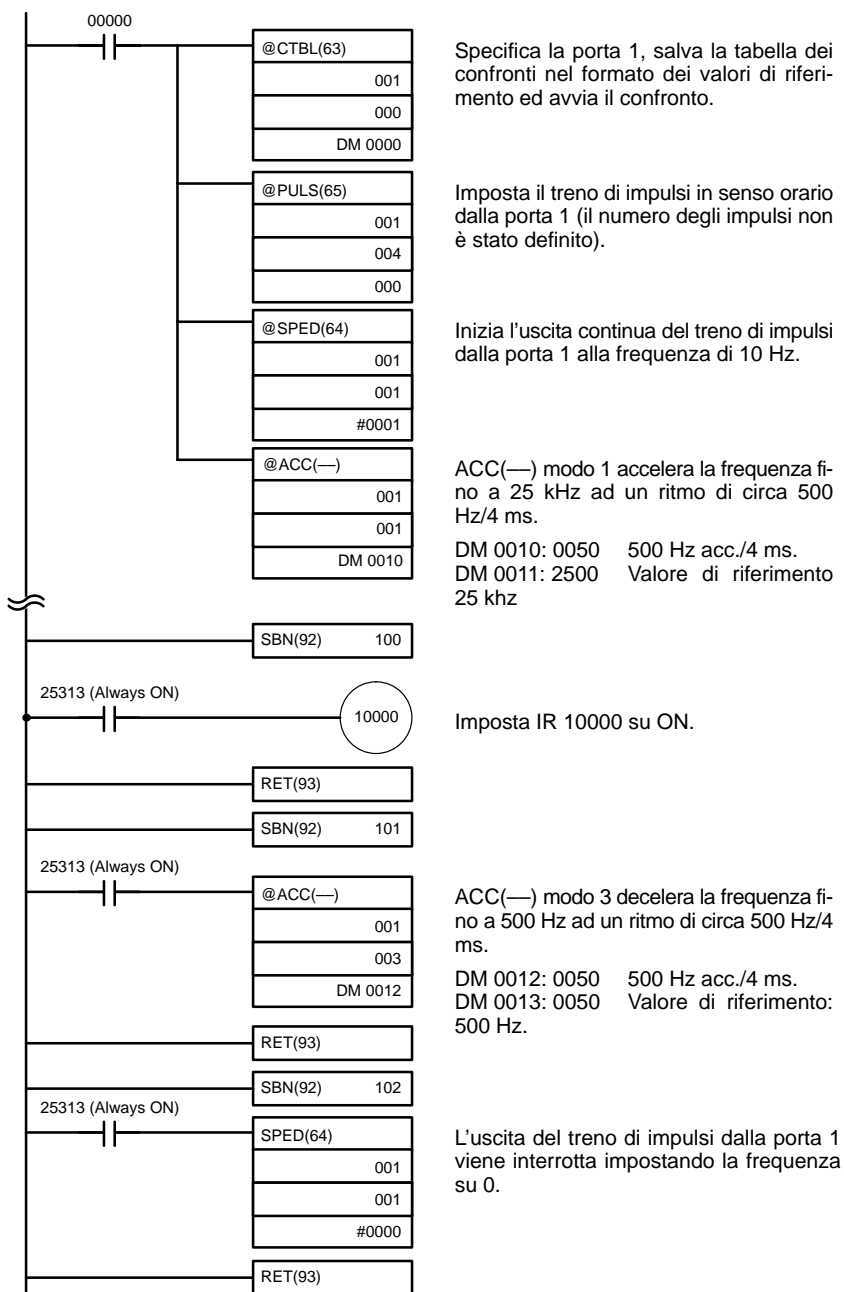 00000
@CTBL(63)
001
000
DM 0000
Specifica la porta 1, salva la tabella dei
confronti nel formato dei valori di riferi-
mento ed avvia il confronto.
@PULS(65)
001
004
000
Imposta il treno di impulsi in senso orario
dalla porta 1 (il numero degli impulsi non
è stato definito).
@SPED(64)
001
001
#0001
Inizia l'uscita continua del treno di impulsi
dalla porta 1 alla frequenza di 10 Hz.
@ACC(––)
001
001
DM 0010
ACC(––) modo 1 accelera la frequenza fi-
no a 25 kHz ad un ritmo di circa 500
Hz/4 ms.
DM 0010: 0050 500 Hz acc./4 ms.
DM 0011: 2500 Valore di riferimento
25 khz
SBN(92) 100
25313 (Always ON)
10000
Imposta IR 10000 su ON.
RET(93)
SBN(92) 101
25313 (Always ON)
@ACC(––)
001
003
DM 0012
ACC(––) modo 3 decelera la frequenza fi-
no a 500 Hz ad un ritmo di circa 500 Hz/4
ms.
DM 0012: 0050 500 Hz acc./4 ms.
DM 0013: 0050 Valore di riferimento:
500 Hz.
RET(93)
SBN(92) 102
25313 (Always ON)
SPED(64)
001
001
#0000
L'uscita del treno di impulsi dalla porta 1
viene interrotta impostando la frequenza
su 0.
RET(93)